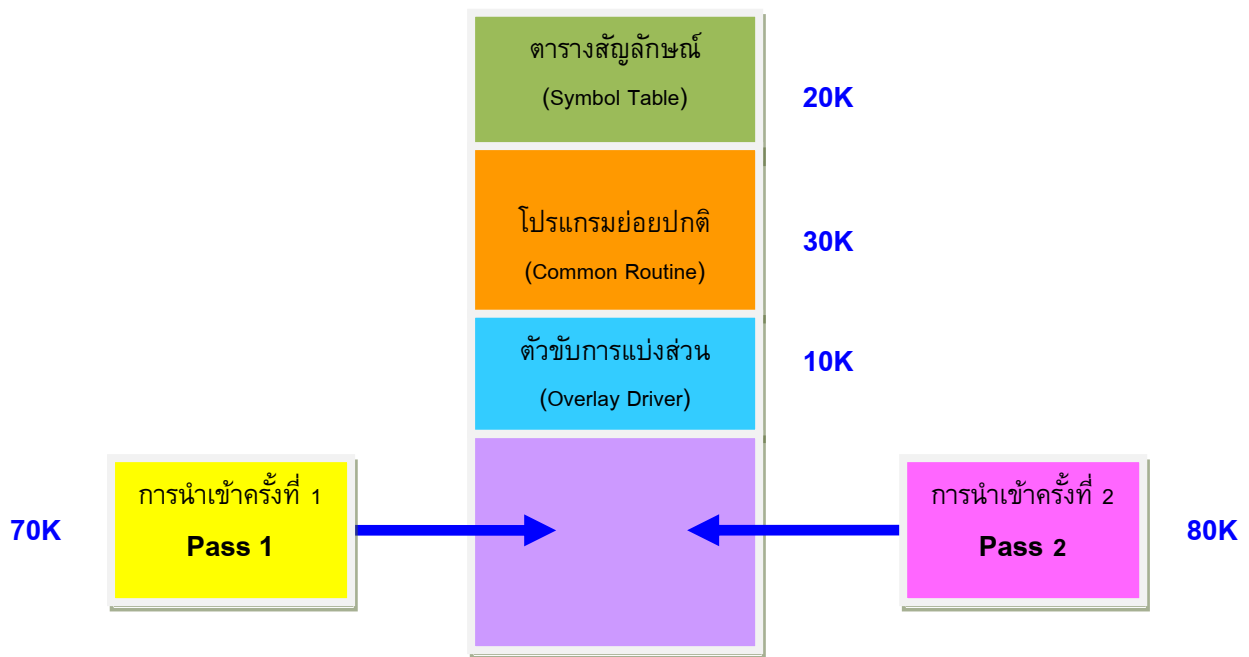 ตารางสัญลักษณ์
(Symbol Table)
20K
โปรแกรมย่อยปกติ
(Common Routine)
30K
ตัวขับการแบ่งส่วน
(Overlay Driver)
10K
70K
การนำเข้าครั้งที่ 1
Pass 1
การนำเข้าครั้งที่ 2
Pass 2
80K